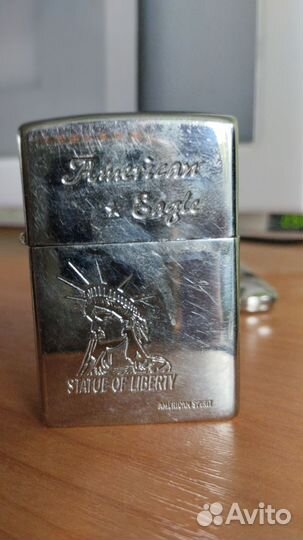 American
Eagle
STATUE OF LIBERTY
AMERICAN SPIRIT
Avito